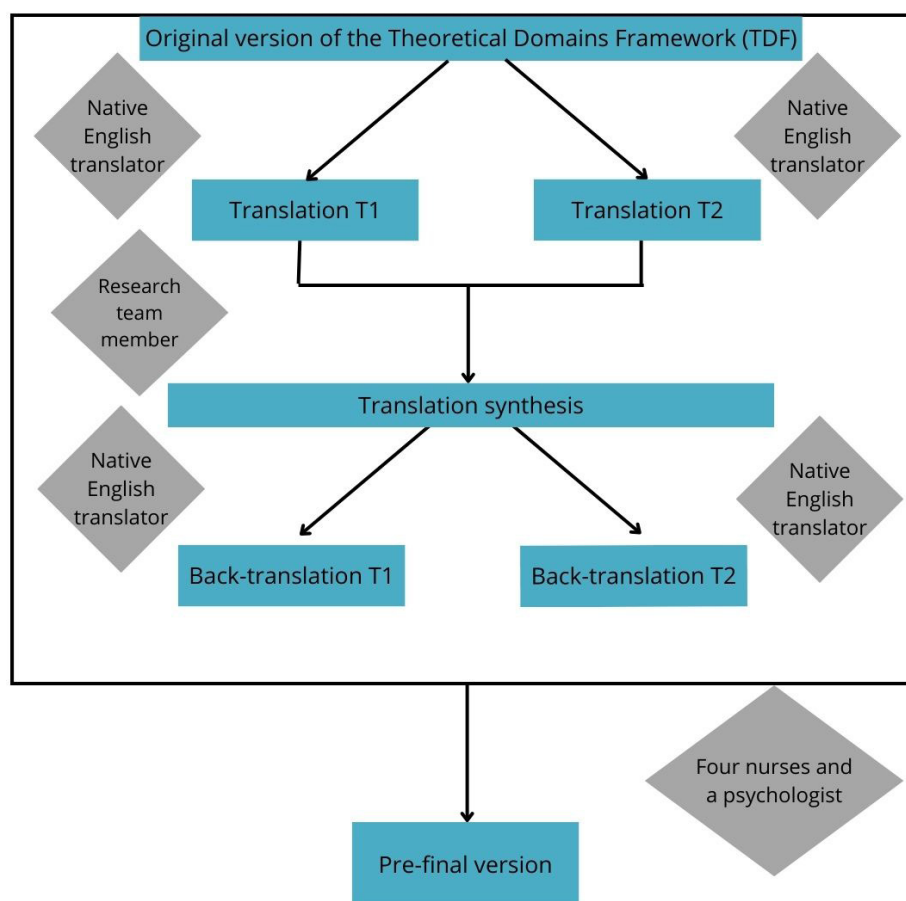 Original version of the Theoretical Domains Framework (TDF)
Native
English
translator
Native
English
translator
Translation T1
Translation T2
Research
team
member
Translation synthesis
Native
English
translator
Native
English
translator
Back-translation T1
Back-translation T2
Four nurses and
a psychologist
Pre-final version